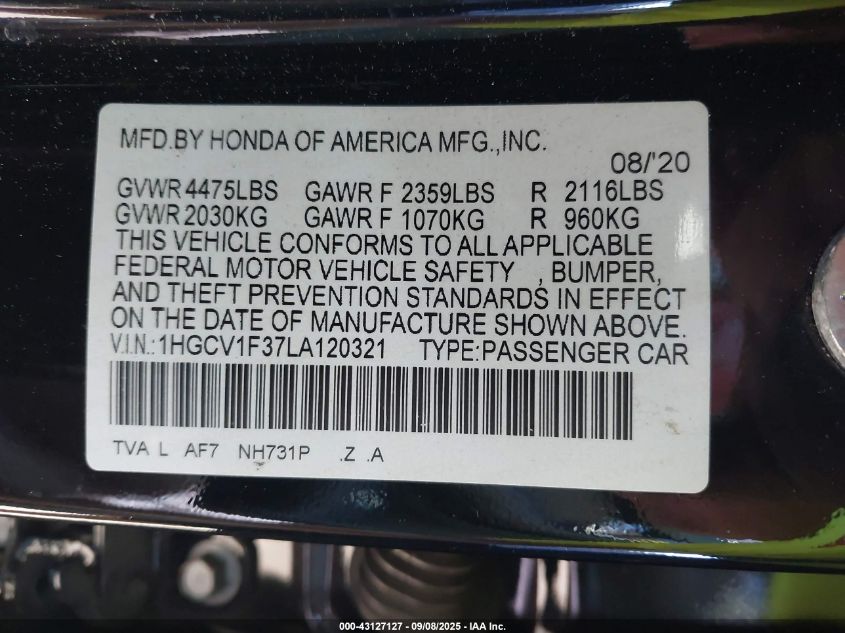 MFD.BY HONDA OF AMERICA MFG.,INC.
08/'20
GVWR 4475LBS GAWR F 2359LBS R 2116LBS
GVWR 2030KG GAWR F 1070KG R 960KG
THIS VEHICLE CONFORMS TO ALL APPLICABLE
FEDERAL MOTOR VEHICLE SAFETY , BUMPER,
AND THEFT PREVENTION STANDARDS IN EFFECT
ON THE DATE OF MANUFACTURE SHOWN ABOVE.
V.I.N.:1HGCV1F37LA120321 TYPE:PASSENGER CAR
TVA L AF7 NH731P .Z .A
000-43127127 - 09/08/2025 - IAA Inc.